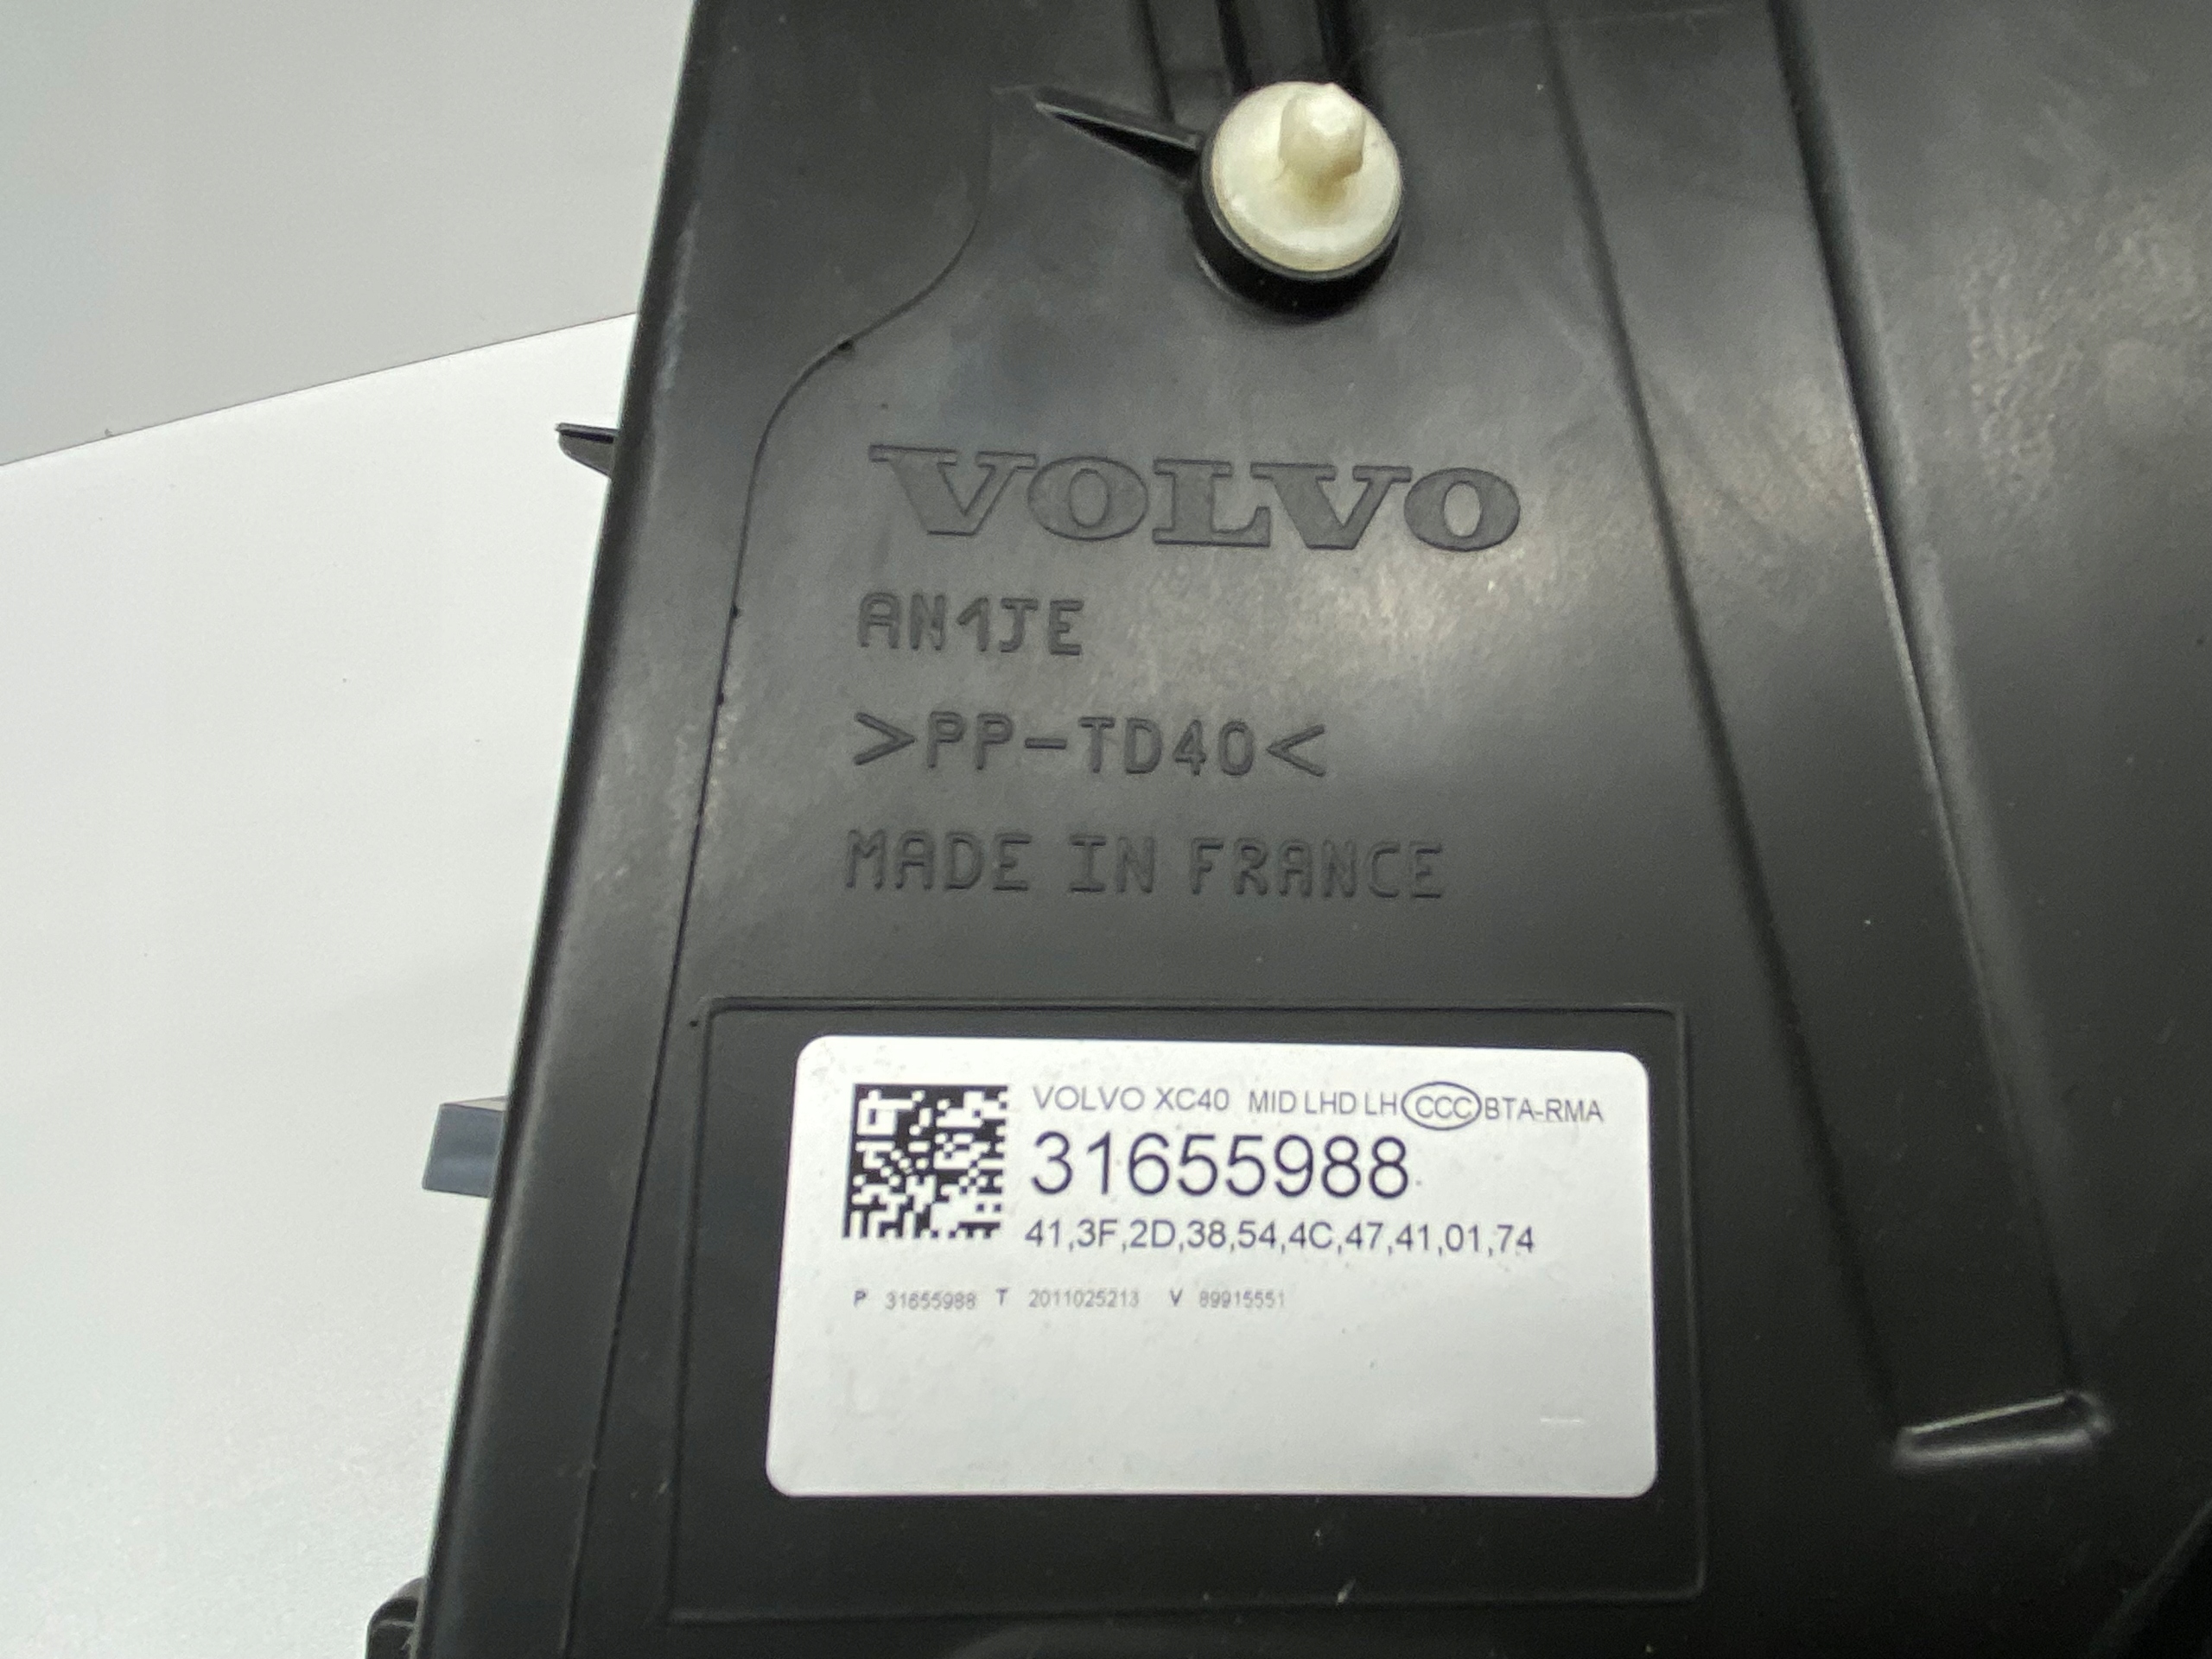 VOLVO
AN1JE
>PP-TD40<
MADE IN FRANCE
VOLVO XC40 MID LHD LH CCC BTA-RMA
31655988
41,3F,2D,38,54,4C,47,41,01,74
P 31655988 T 2011025213 V 89915551